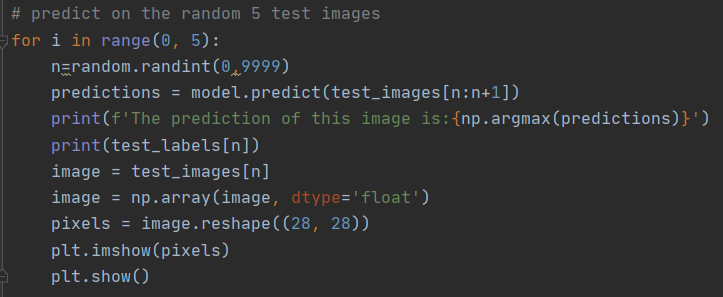 # predict on the random 5 test images
for i in range(0, 5):
    n=random.randint(0,9999)
    predictions = model.predict(test_images[n:n+1])
    print(f'The prediction of this image is:{np.argmax(predictions)}')
    print(test_labels[n])
    image = test_images[n]
    image = np.array(image, dtype='float')
    pixels = image.reshape((28, 28))
    plt.imshow(pixels)
    plt.show()